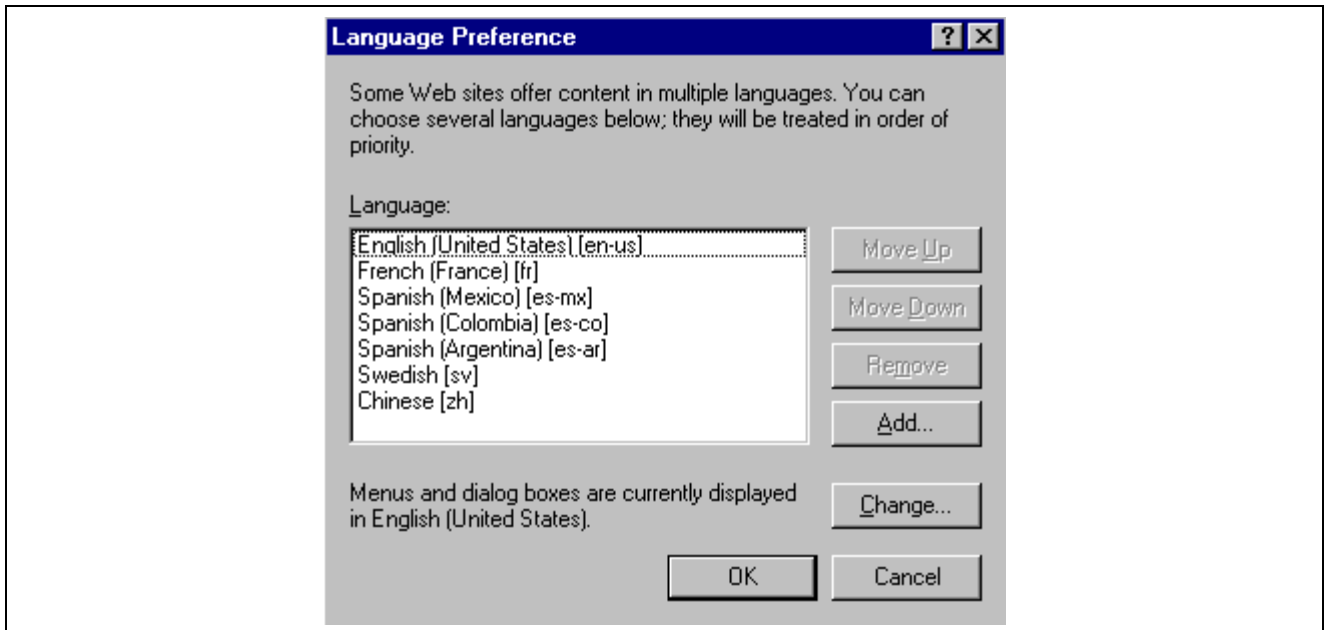 Language Preference
Some Web sites offer content in multiple languages. You can
choose several languages below; they will be treated in order of
priority.
Language:
English (United States) [en-us]
French (France) [fr]
Spanish (Mexico) [es-mx]
Spanish (Colombia) [es-co]
Spanish (Argentina) [es-ar]
Swedish [sv]
Chinese [zh]
Move Up
Move Down
Remove
Add...
Menus and dialog boxes are currently displayed
in English (United States).
Change...
OK
Cancel